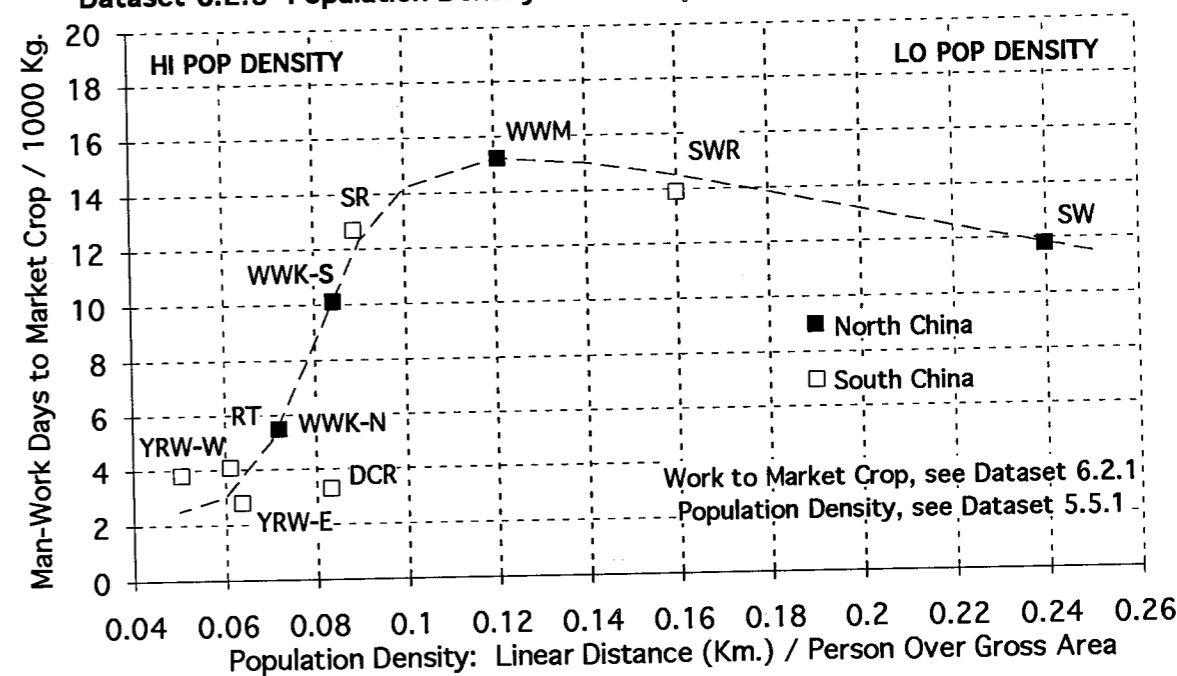 Man-Work Days to Market Crop / 1000 Kg.
20
18
16
14
12
10
8
6
4
2
0
HI POP DENSITY
LO POP DENSITY
WWM
SWR
SR
SW
WWK-S
North China
South China
RT
WWK-N
YRW-W
DCR
YRW-E
Work to Market Crop, see Dataset 6.2.1
Population Density, see Dataset 5.5.1
0.04 0.06 0.08 0.1 0.12 0.14 0.16 0.18 0.2 0.22 0.24 0.26
Population Density: Linear Distance (Km.) / Person Over Gross Area